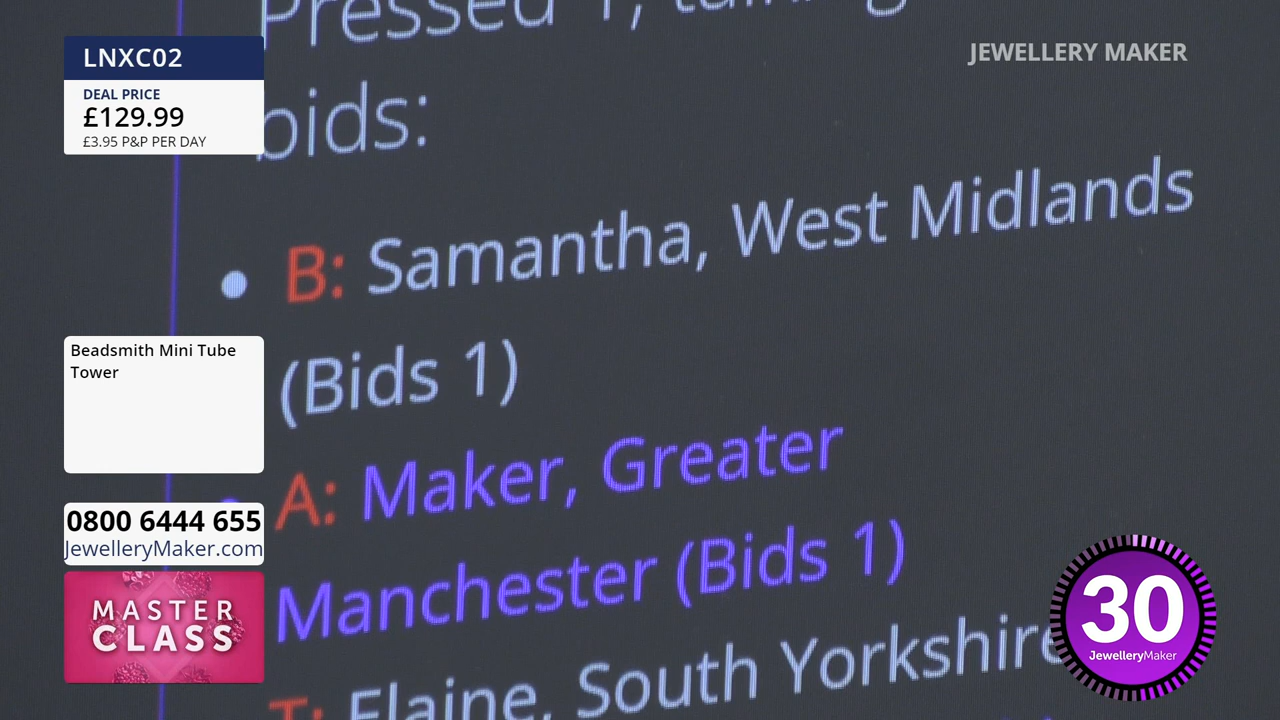 LNXC02
DEAL PRICE
£129.99
£3.95 P&P PER DAY
JEWELLERY MAKER
Pressed 1,
bids:
B: Samantha, West Midlands
(Bids 1)
A: Maker, Greater
Manchester (Bids 1)
T: Elaine, South Yorkshire
Beadsmith Mini Tube
Tower
0800 6444 655
JewelleryMaker.com
MASTER
CLASS
30
JewelleryMaker